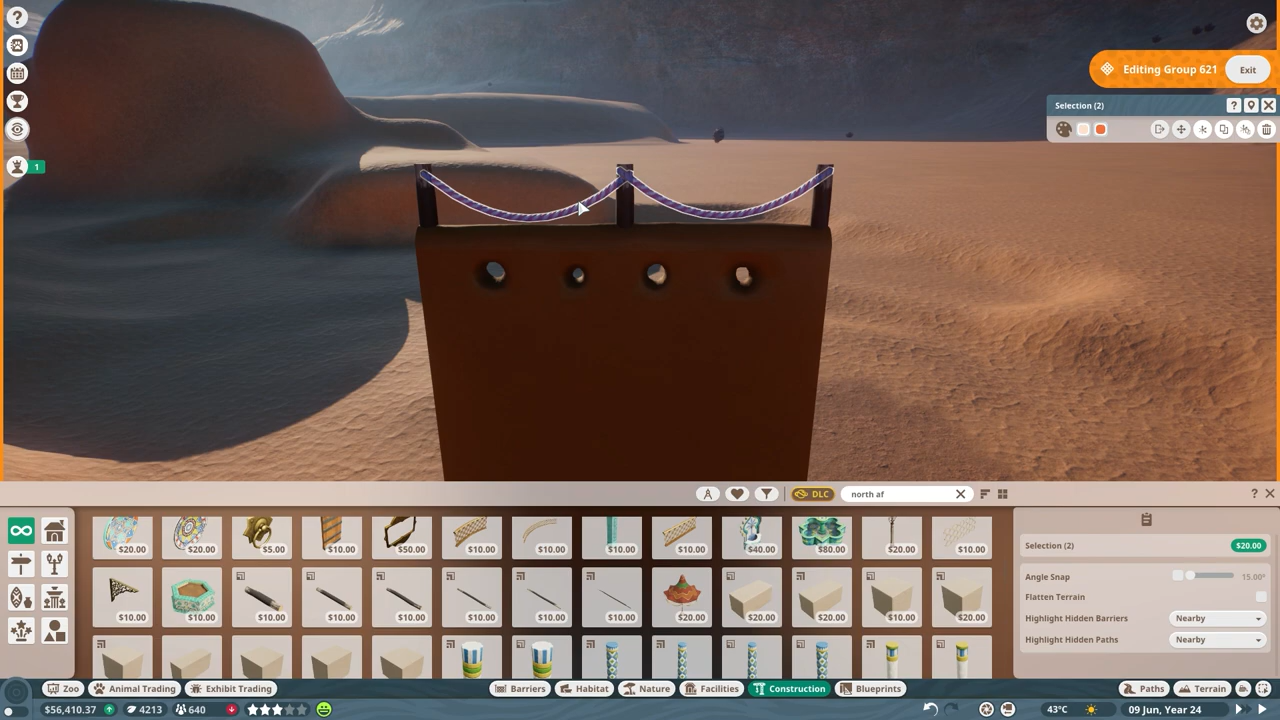 ?
Editing Group 621 Exit
Selection (2) ?
1
DLC north af ?
$20.00 $20.00 $5.00 $10.00 $50.00 $10.00 $10.00 $10.00 $10.00 $40.00 $80.00 $20.00 $10.00
$10.00 $10.00 $10.00 $10.00 $10.00 $10.00 $10.00 $10.00 $20.00 $20.00 $20.00 $10.00 $20.00
Selection (2) $20.00
Angle Snap 15.00°
Flatten Terrain
Highlight Hidden Barriers Nearby
Highlight Hidden Paths Nearby
Zoo Animal Trading Exhibit Trading Barriers Habitat Nature Facilities Construction Blueprints Paths Terrain
$56,410.37 4213 640 43°C 09 Jun, Year 24